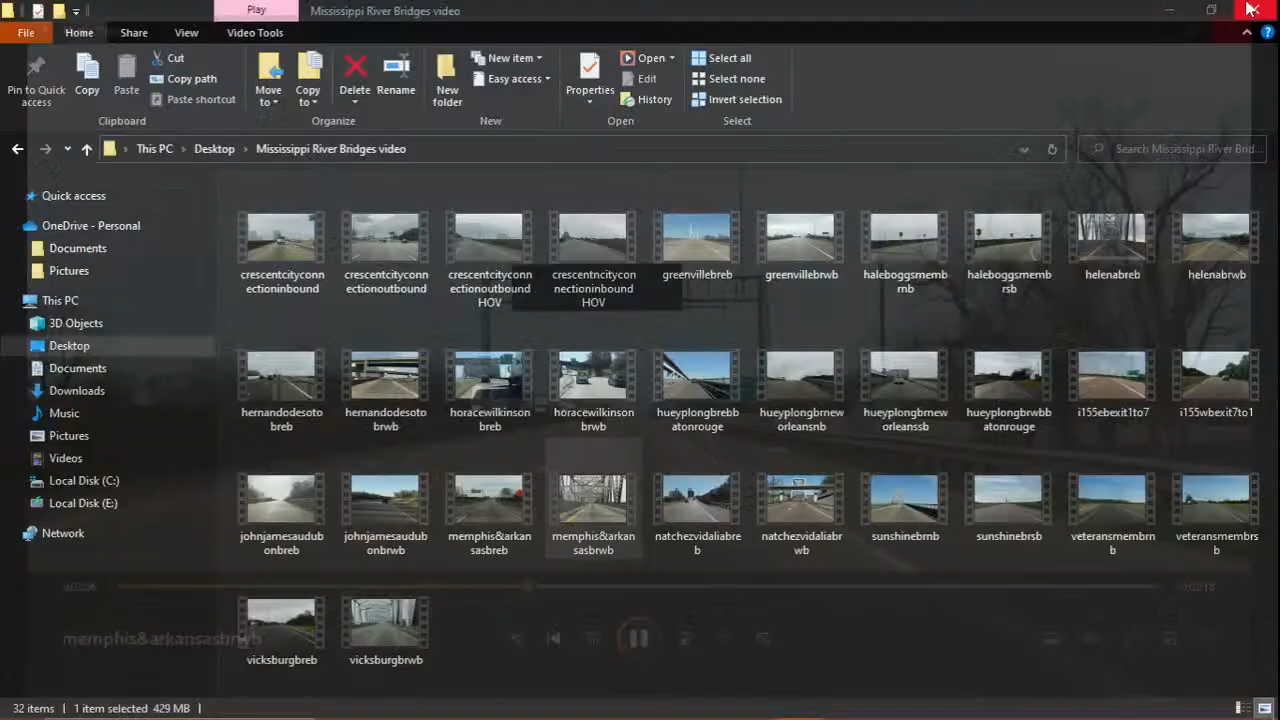 Play
Mississippi River Bridges video
File
Home
Share
View
Video Tools
Pin to Quick
access
Copy
Paste
Cut
Copy path
Paste shortcut
Clipboard
Move
to
Copy
to
Delete
Rename
Organize
New
folder
New item
Easy access
New
Properties
Open
Edit
History
Open
Select all
Select none
Invert selection
Select
This PC
Desktop
Mississippi River Bridges video
Search Mississippi River Brid...
Quick access
OneDrive - Personal
Documents
Pictures
This PC
3D Objects
Desktop
Documents
Downloads
Music
Pictures
Videos
Local Disk (C:)
Local Disk (E:)
Network
crescentcityconn
ectioninbound
crescentcityconn
ectionoutbound
crescentcityconn
ectionoutbound
HOV
crescentncitycon
nectioninbound
HOV
greenvillebreb
greenvillebrwb
haleboggsmemb
rnb
haleboggsmemb
rsb
helenabreb
helenabrwb
hernandodesoto
breb
hernandodesoto
brwb
horacewilkinson
breb
horacewilkinson
brwb
hueyplongbrebb
atonrouge
hueyplongbrnew
orleansnb
hueyplongbrnew
orleanssb
hueyplongbrwbb
atonrouge
i155ebexit1to7
i155wbexit7to1
johnjamesaudub
onbreb
johnjamesaudub
onbrwb
memphis&arkan
sasbreb
memphis&arkan
sasbrwb
natchezvidaliabre
b
natchezvidaliabr
wb
sunshinebrnb
sunshinebrsb
veteransmembrn
b
veteransmembrs
b
vicksburgbreb
vicksburgbrwb
memphis&arkansasbrwb
32 items
1 item selected 429 MB